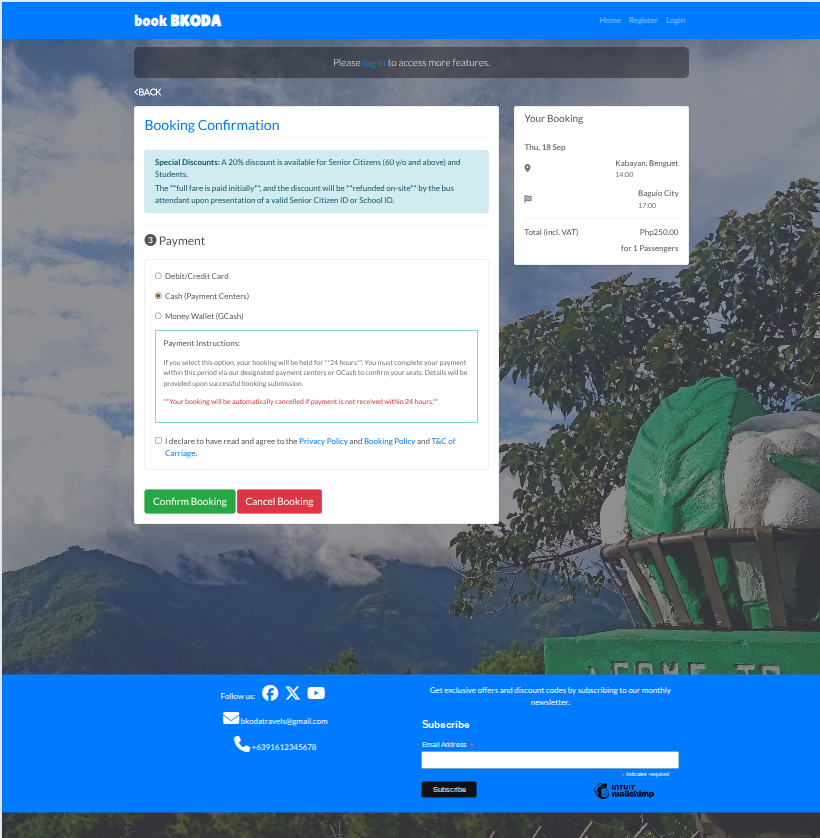 book BKODA
Home Register Login
Please log in to access more features.
<BACK
Booking Confirmation
Special Discounts: A 20% discount is available for Senior Citizens (60 y/o and above) and
Students.
The **full fare is paid initially**, and the discount will be **refunded on-site** by the bus
attendant upon presentation of a valid Senior Citizen ID or School ID.
3 Payment
Debit/Credit Card
Cash (Payment Centers)
Money Wallet (GCash)
Payment Instructions:
If you select this option, your booking will be held for **24 hours**. You must complete your payment
within this period via our designated payment centers or GCash to confirm your seats. Details will be
provided upon successful booking submission.
**Your booking will be automatically cancelled if payment is not received within 24 hours.**
I declare to have read and agree to the Privacy Policy and Booking Policy and T&C of
Carriage.
Confirm Booking Cancel Booking
Your Booking
Thu, 18 Sep
Kabayan, Benguet
14:00
Baguio City
17:00
Total (incl. VAT) Php250.00
for 1 Passengers
Follow us:
bkodatravels@gmail.com
+6391612345678
Get exclusive offers and discount codes by subscribing to our monthly
newsletter.
Subscribe
Email Address *
* indicates required
Subscribe
INTUIT
mailchimp